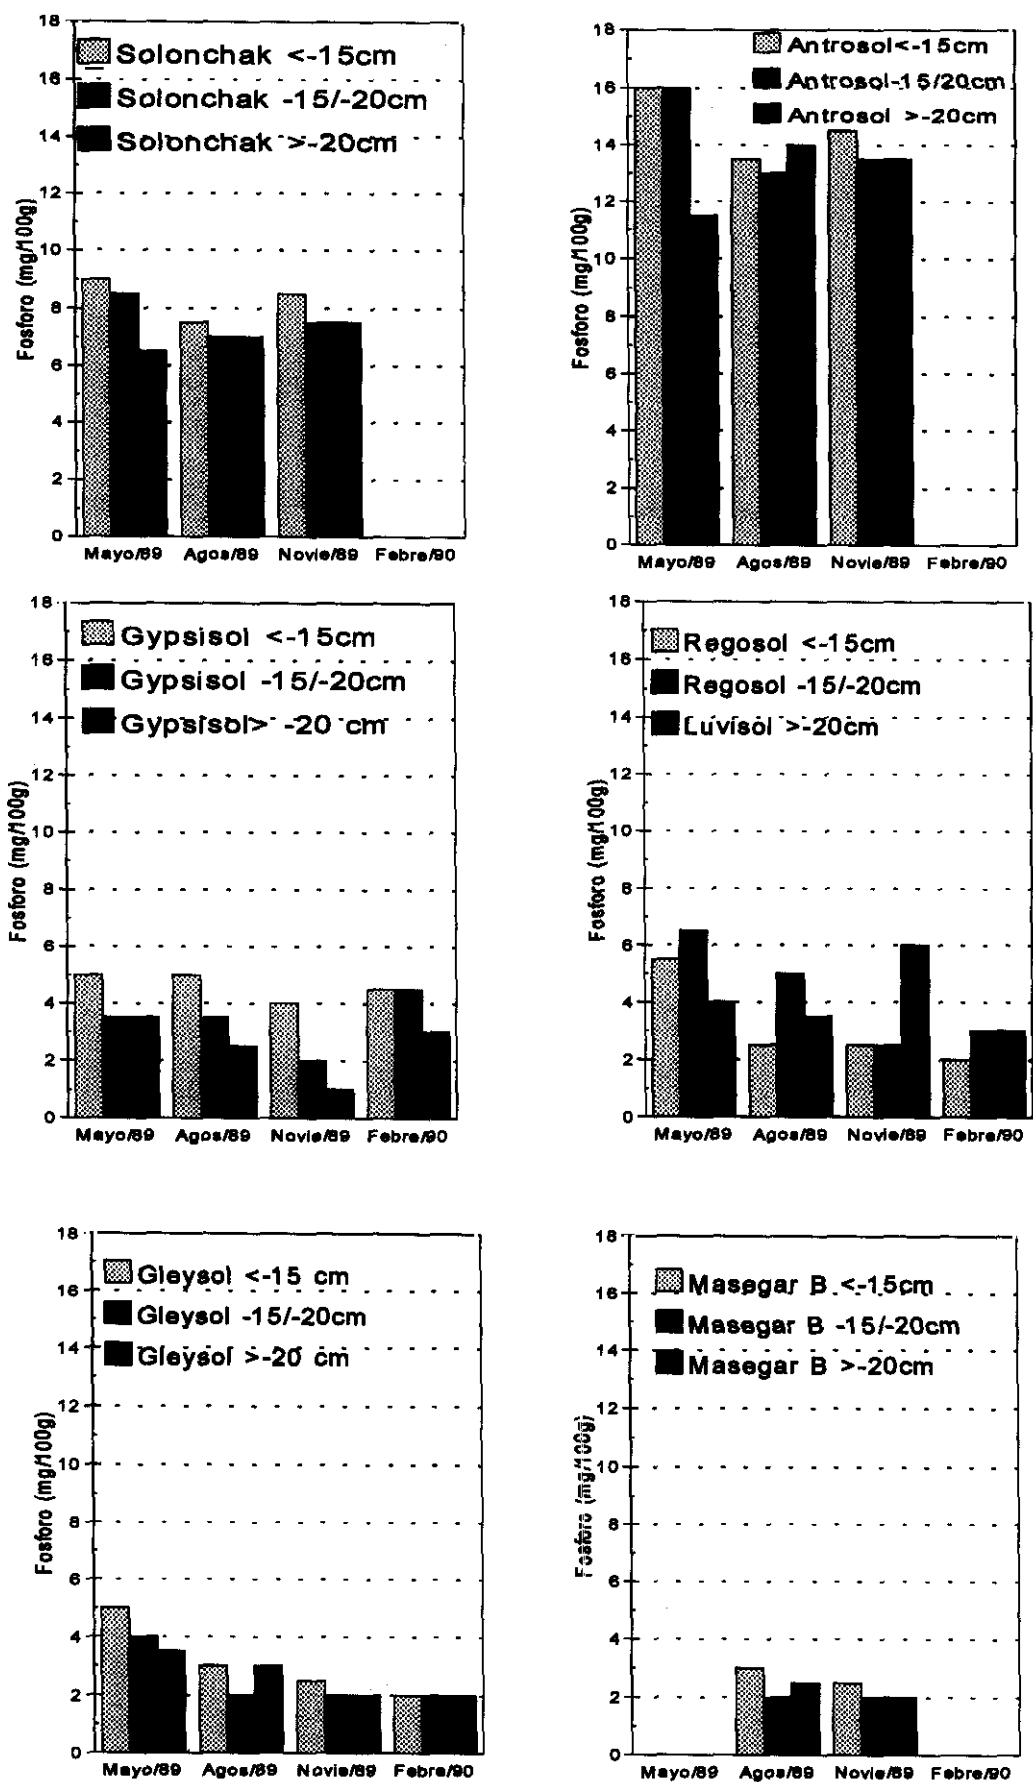 Solonchak <-15cm
Solonchak -15/-20cm
Solonchak >-20cm
Fosforo (mg/100g)
18
16
14
12
10
8
6
4
2
0
Mayo/89 Agos/89 Novie/89 Febre/90
Antrosol<-15cm
Antrosol-15/20cm
Antrosol >-20cm
Fosforo (mg/100g)
18
16
14
12
10
8
6
4
2
0
Mayo/89 Agos/89 Novie/89 Febre/90
Gypsisol <-15cm
Gypsisol -15/-20cm
Gypsisol> -20 cm
Fosforo (mg/100g)
18
16
14
12
10
8
6
4
2
0
Mayo/89 Agos/89 Novie/89 Febre/90
Regosol <-15cm
Regosol -15/-20cm
Luvisol >-20cm
Fosforo (mg/100g)
18
16
14
12
10
8
6
4
2
0
Mayo/89 Agos/89 Novie/89 Febre/90
Gleysol <-15 cm
Gleysol -15/-20cm
Gleysol >-20 cm
Fosforo (mg/100g)
18
16
14
12
10
8
6
4
2
0
Mayo/89 Agos/89 Novie/89 Febre/90
Masegar B <-15cm
Masegar B -15/-20cm
Masegar B >-20cm
Fosforo (mg/100g)
18
16
14
12
10
8
6
4
2
0
Mayo/89 Agos/89 Novie/89 Febre/90